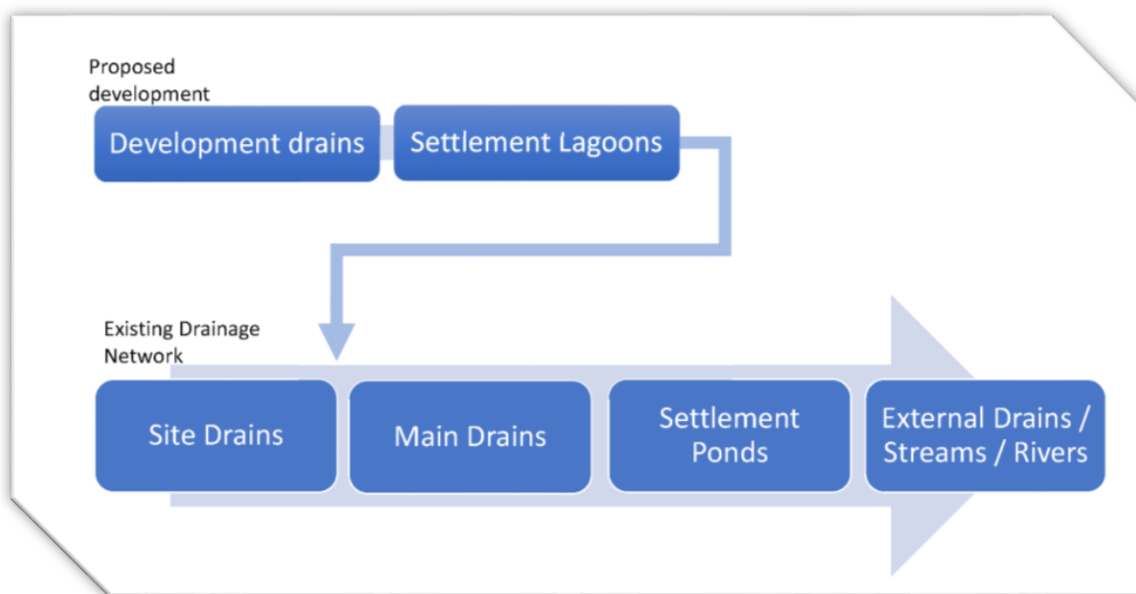 Proposed
development
Development drains
Settlement Lagoons
Existing Drainage
Network
Site Drains
Main Drains
Settlement
Ponds
External Drains /
Streams / Rivers